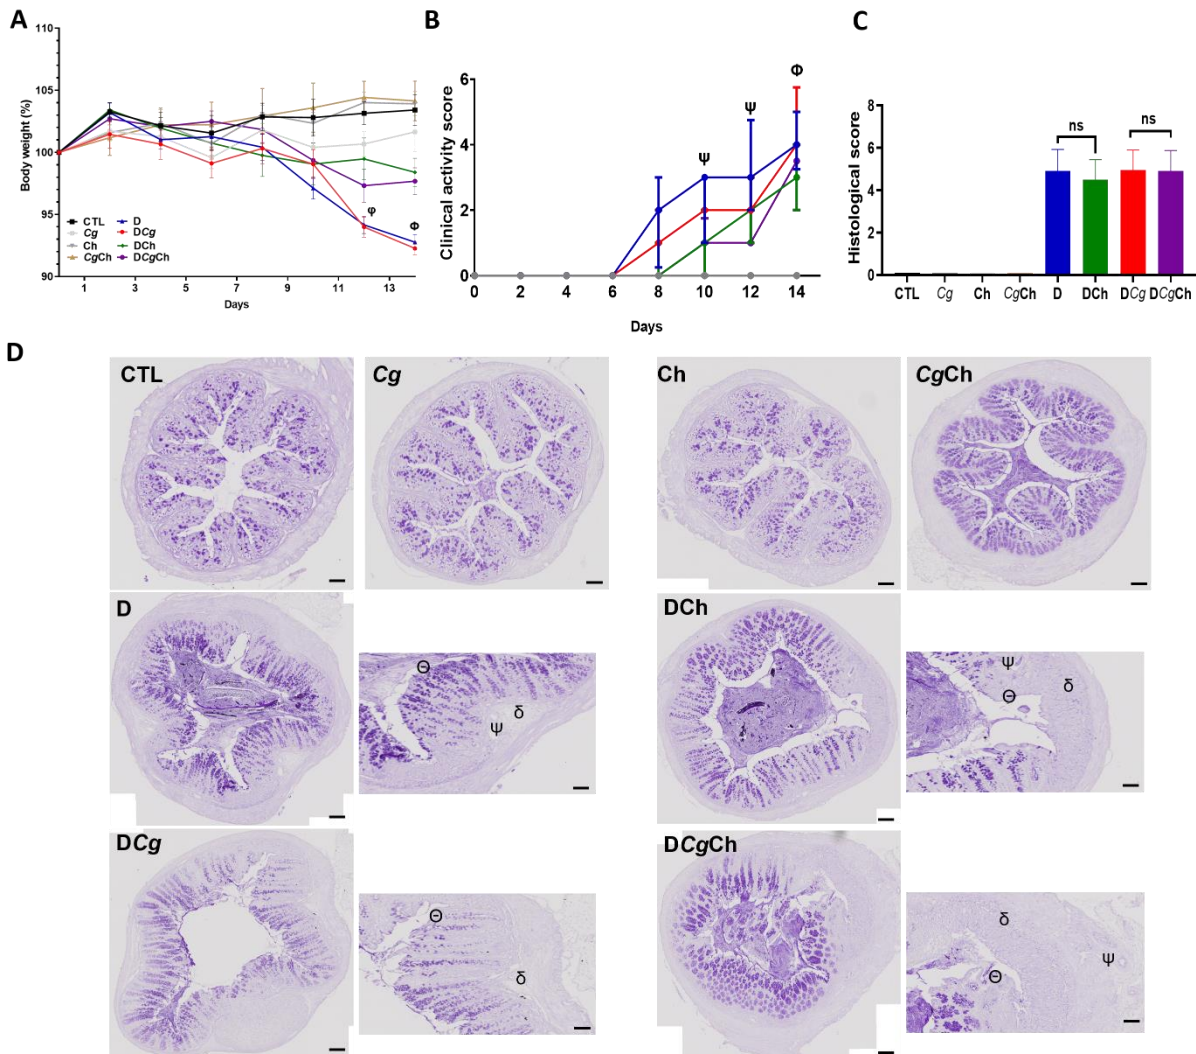 A
110
105
100
95
90
Body weight (%)
φ
Φ
CTL
Cg
Ch
CgCh
D
DCg
DCh
DCgCh
1 3 5 7 9 11 13
Days
B
6
4
2
0
Clinical activity score
ψ
ψ
Φ
0 2 4 6 8 10 12 14
Days
C
8
6
4
2
0
Histological score
ns
ns
CTL Cg Ch CgCh D DCh DCg DCgCh
D
CTL
Cg
Ch
CgCh
D
Θ
δ
ψ
DCh
ψ
Θ
δ
DCg
Θ
δ
DCgCh
δ
ψ
Θ